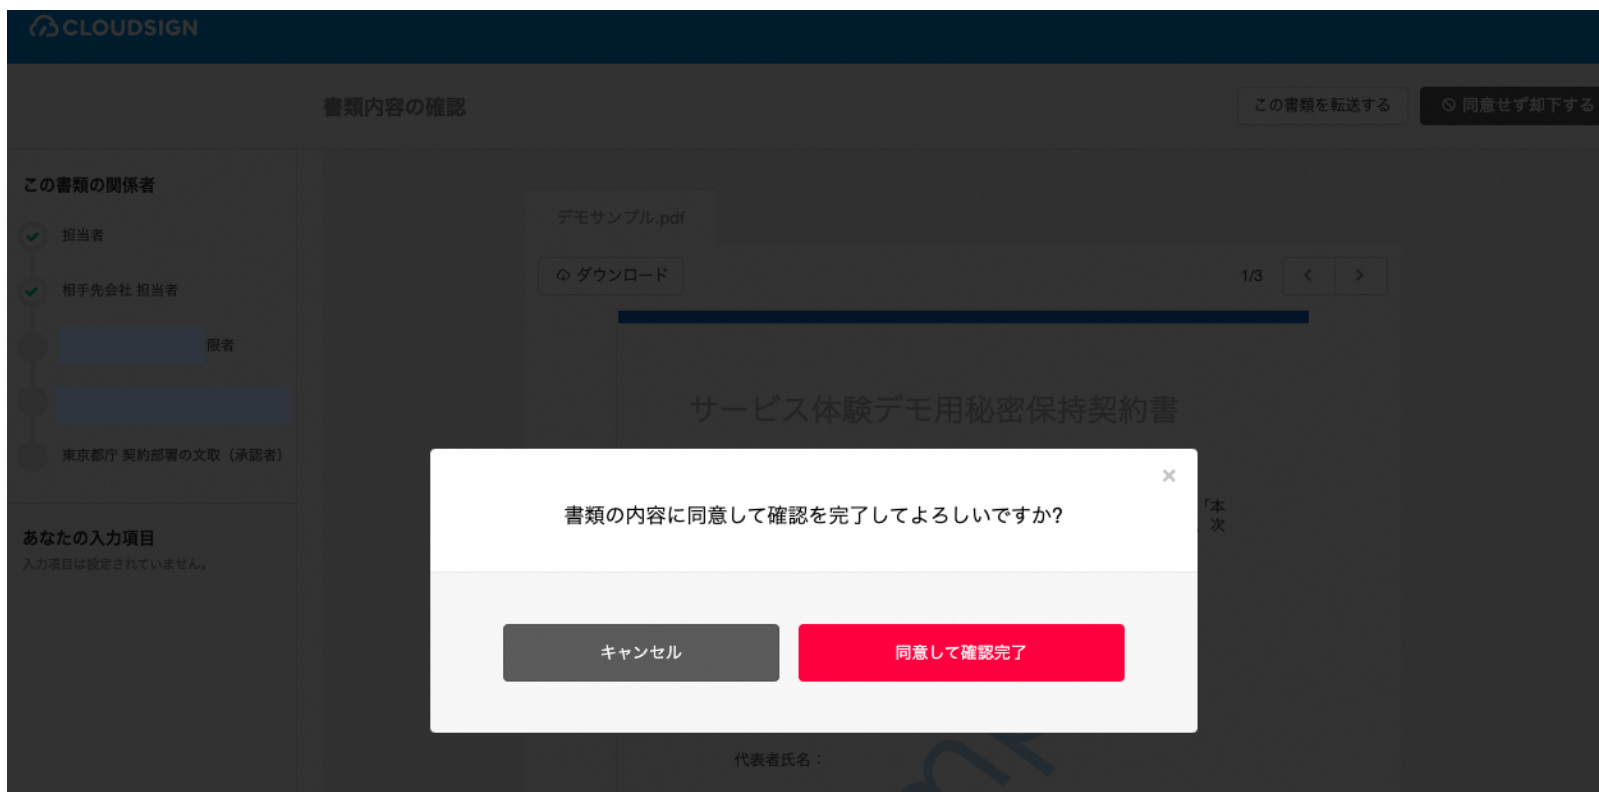 CLOUDSIGN
書類内容の確認
この書類を転送する
同意せず却下する
この書類の関係者
担当者
相手先会社 担当者
限者
東京都庁 契約部署の文取（承認者）
あなたの入力項目
入力項目は設定されていません。
デモサンプル.pdf
ダウンロード
1/3
サービス体験デモ用秘密保持契約書
「本
次
書類の内容に同意して確認を完了してよろしいですか?
キャンセル
同意して確認完了
代表者氏名：